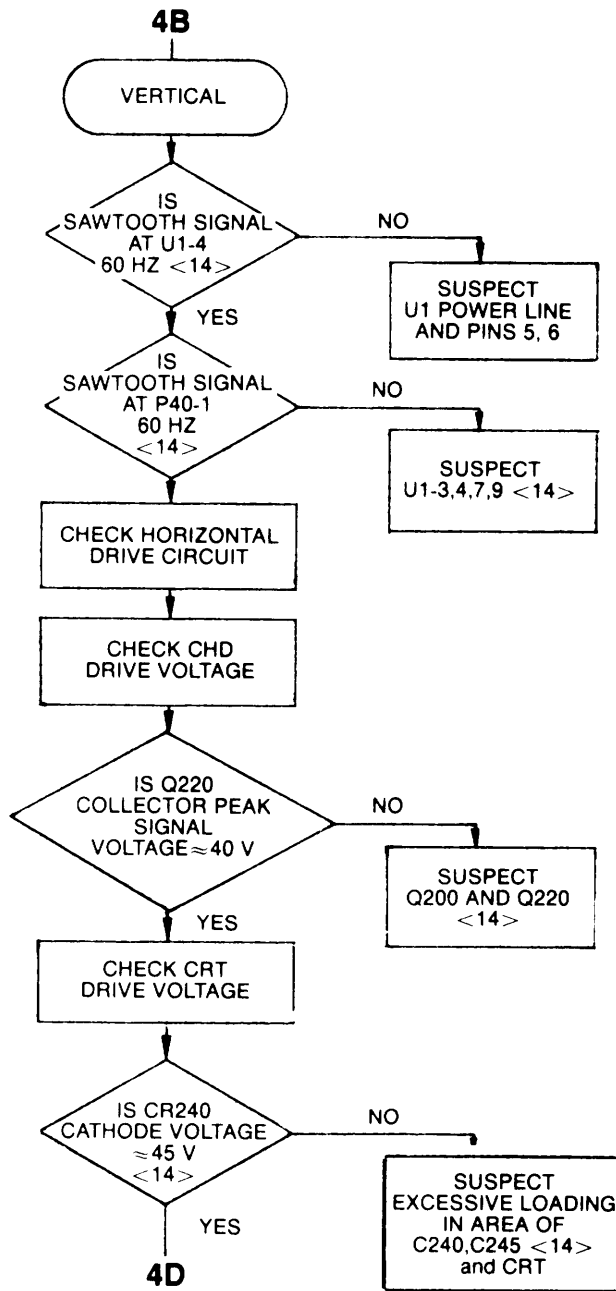 4B
VERTICAL
IS
SAWTOOTH SIGNAL
AT U1-4
60 HZ <14>
NO
SUSPECT
U1 POWER LINE
AND PINS 5, 6
YES
IS
SAWTOOTH SIGNAL
AT P40-1
60 HZ
<14>
NO
SUSPECT
U1-3,4,7,9 <14>
CHECK HORIZONTAL
DRIVE CIRCUIT
CHECK CHD
DRIVE VOLTAGE
IS Q220
COLLECTOR PEAK
SIGNAL
VOLTAGE≈40 V
NO
SUSPECT
Q200 AND Q220
<14>
YES
CHECK CRT
DRIVE VOLTAGE
IS CR240
CATHODE VOLTAGE
≈45 V
<14>
NO
SUSPECT
EXCESSIVE LOADING
IN AREA OF
C240,C245 <14>
and CRT
YES
4D